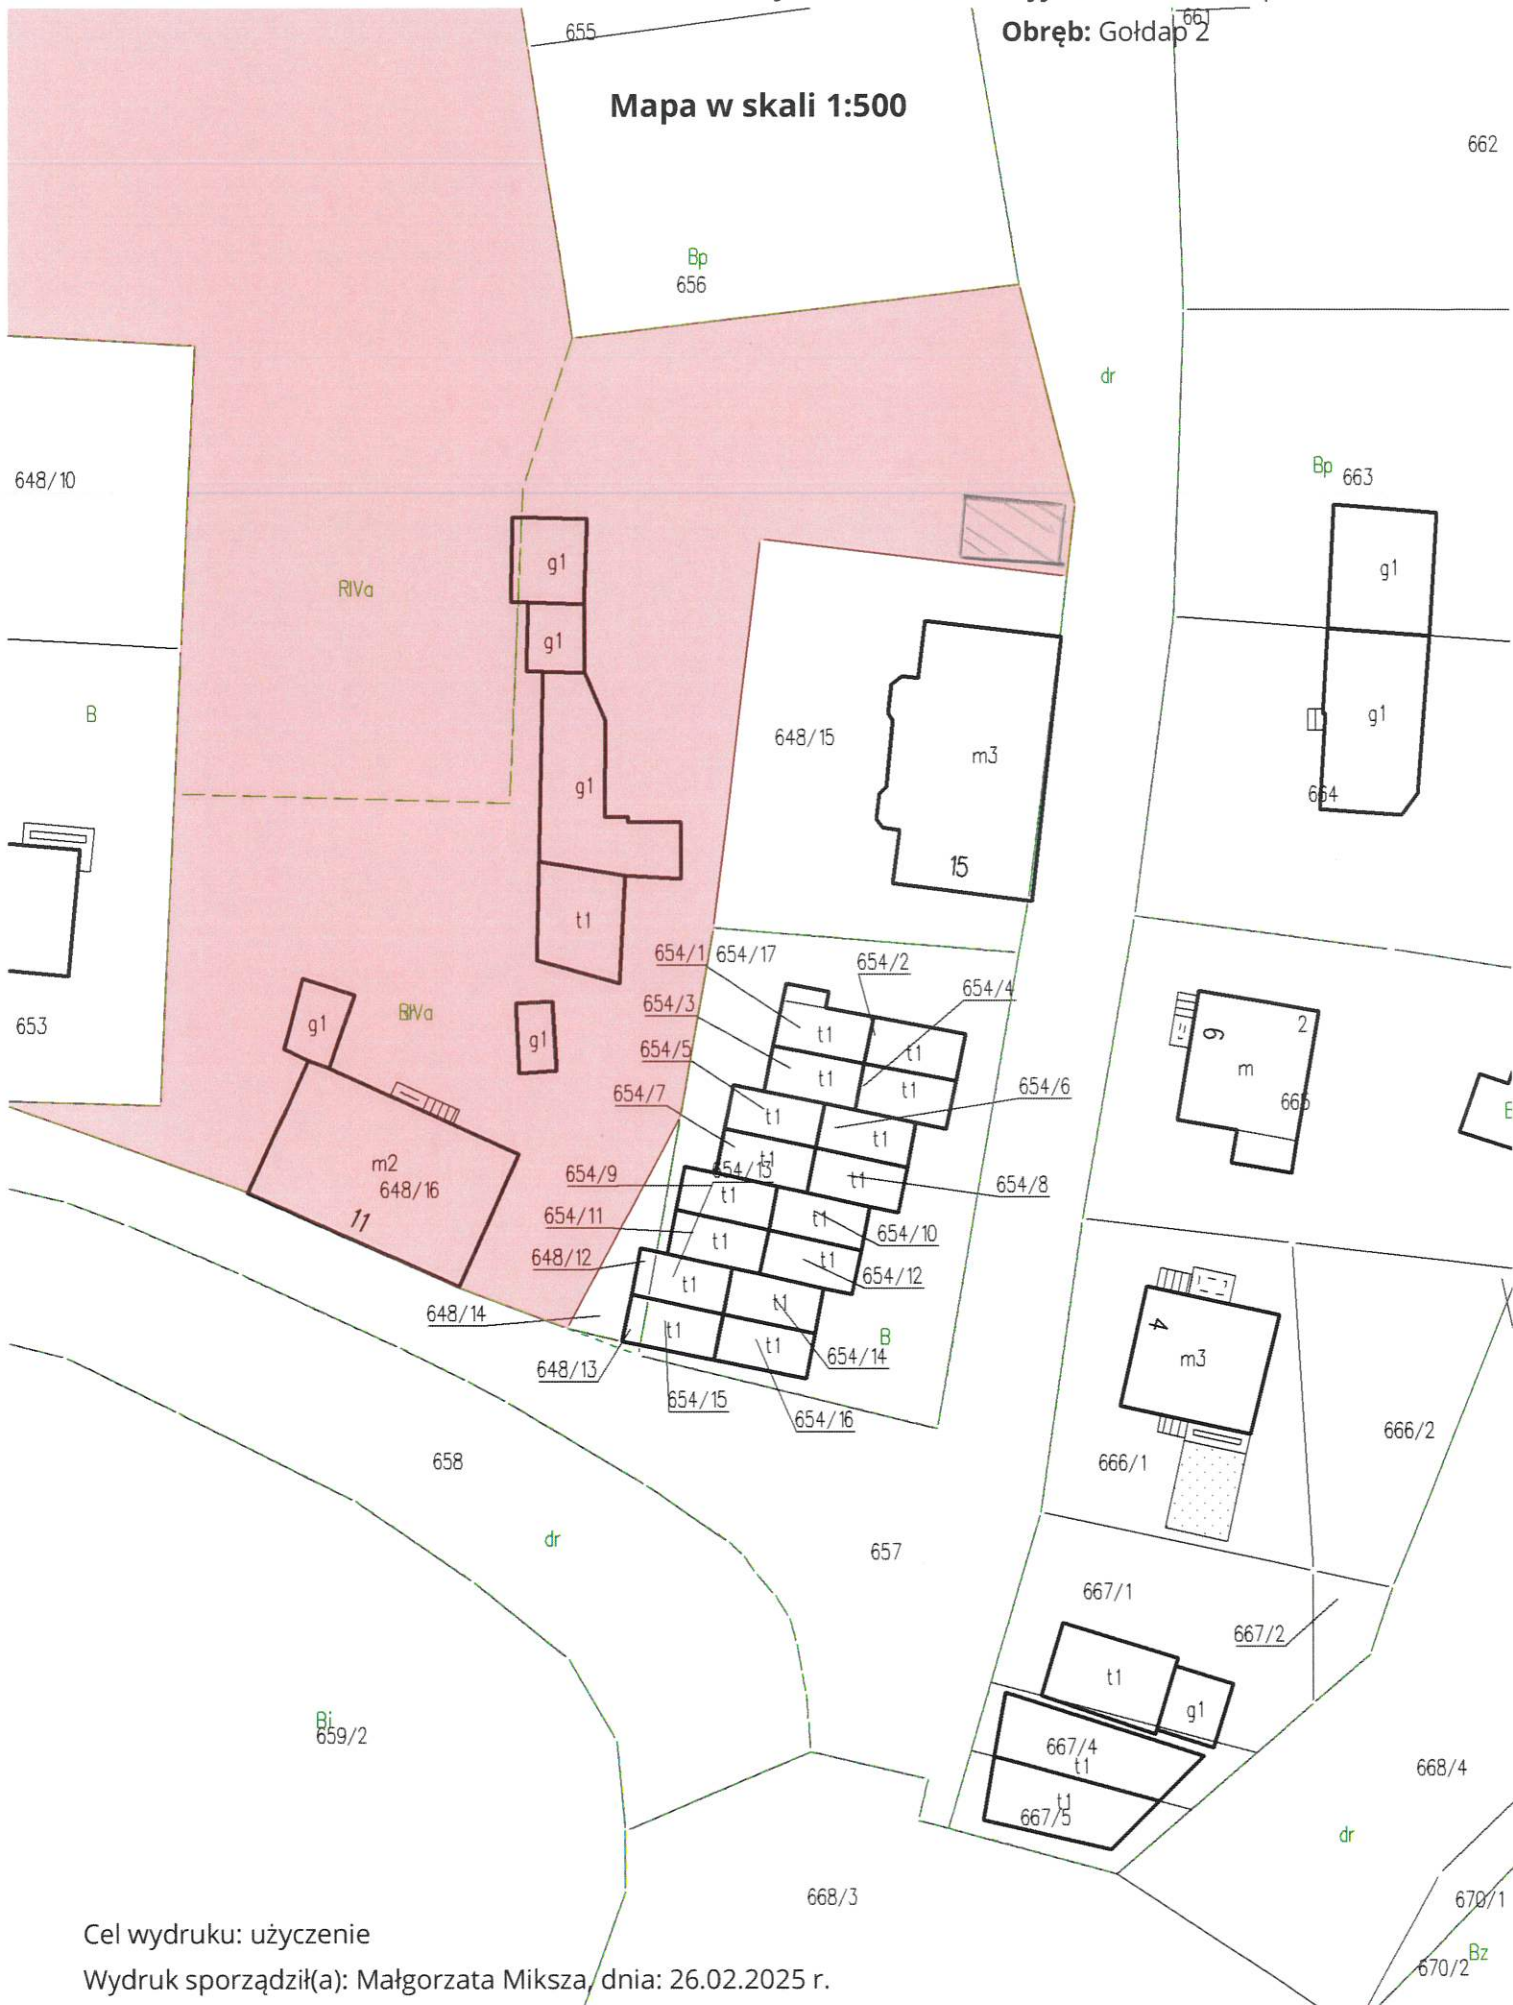 661
Obręb: Gołdap 2
655
Mapa w skali 1:500
662
Bp
656
dr
648/10
Bp 663
g1
g1
RIVa
g1
g1
B
648/15
m3
g1
664
g1
15
t1
654/1 654/17
654/2
654/4
654/3
g1
653
g1
t1
t1
654/5
t1
t1
654/6
654/7
t1
t1
2
6
m
665
m2
648/16
11
654/9
654/13
t1
t1
654/8
t1
t1
654/11
654/10
t1
t1
648/12
654/12
t1
t1
648/14
B
t1
t1
654/14
648/13
654/15
654/16
4
m3
658
666/2
666/1
dr
657
667/1
667/2
t1
g1
Bi
659/2
667/4
t1
t1
667/5
668/4
dr
668/3
670/1
Bz
670/2
Cel wydruku: użyczenie
Wydruk sporządził(a): Małgorzata Miksza, dnia: 26.02.2025 r.